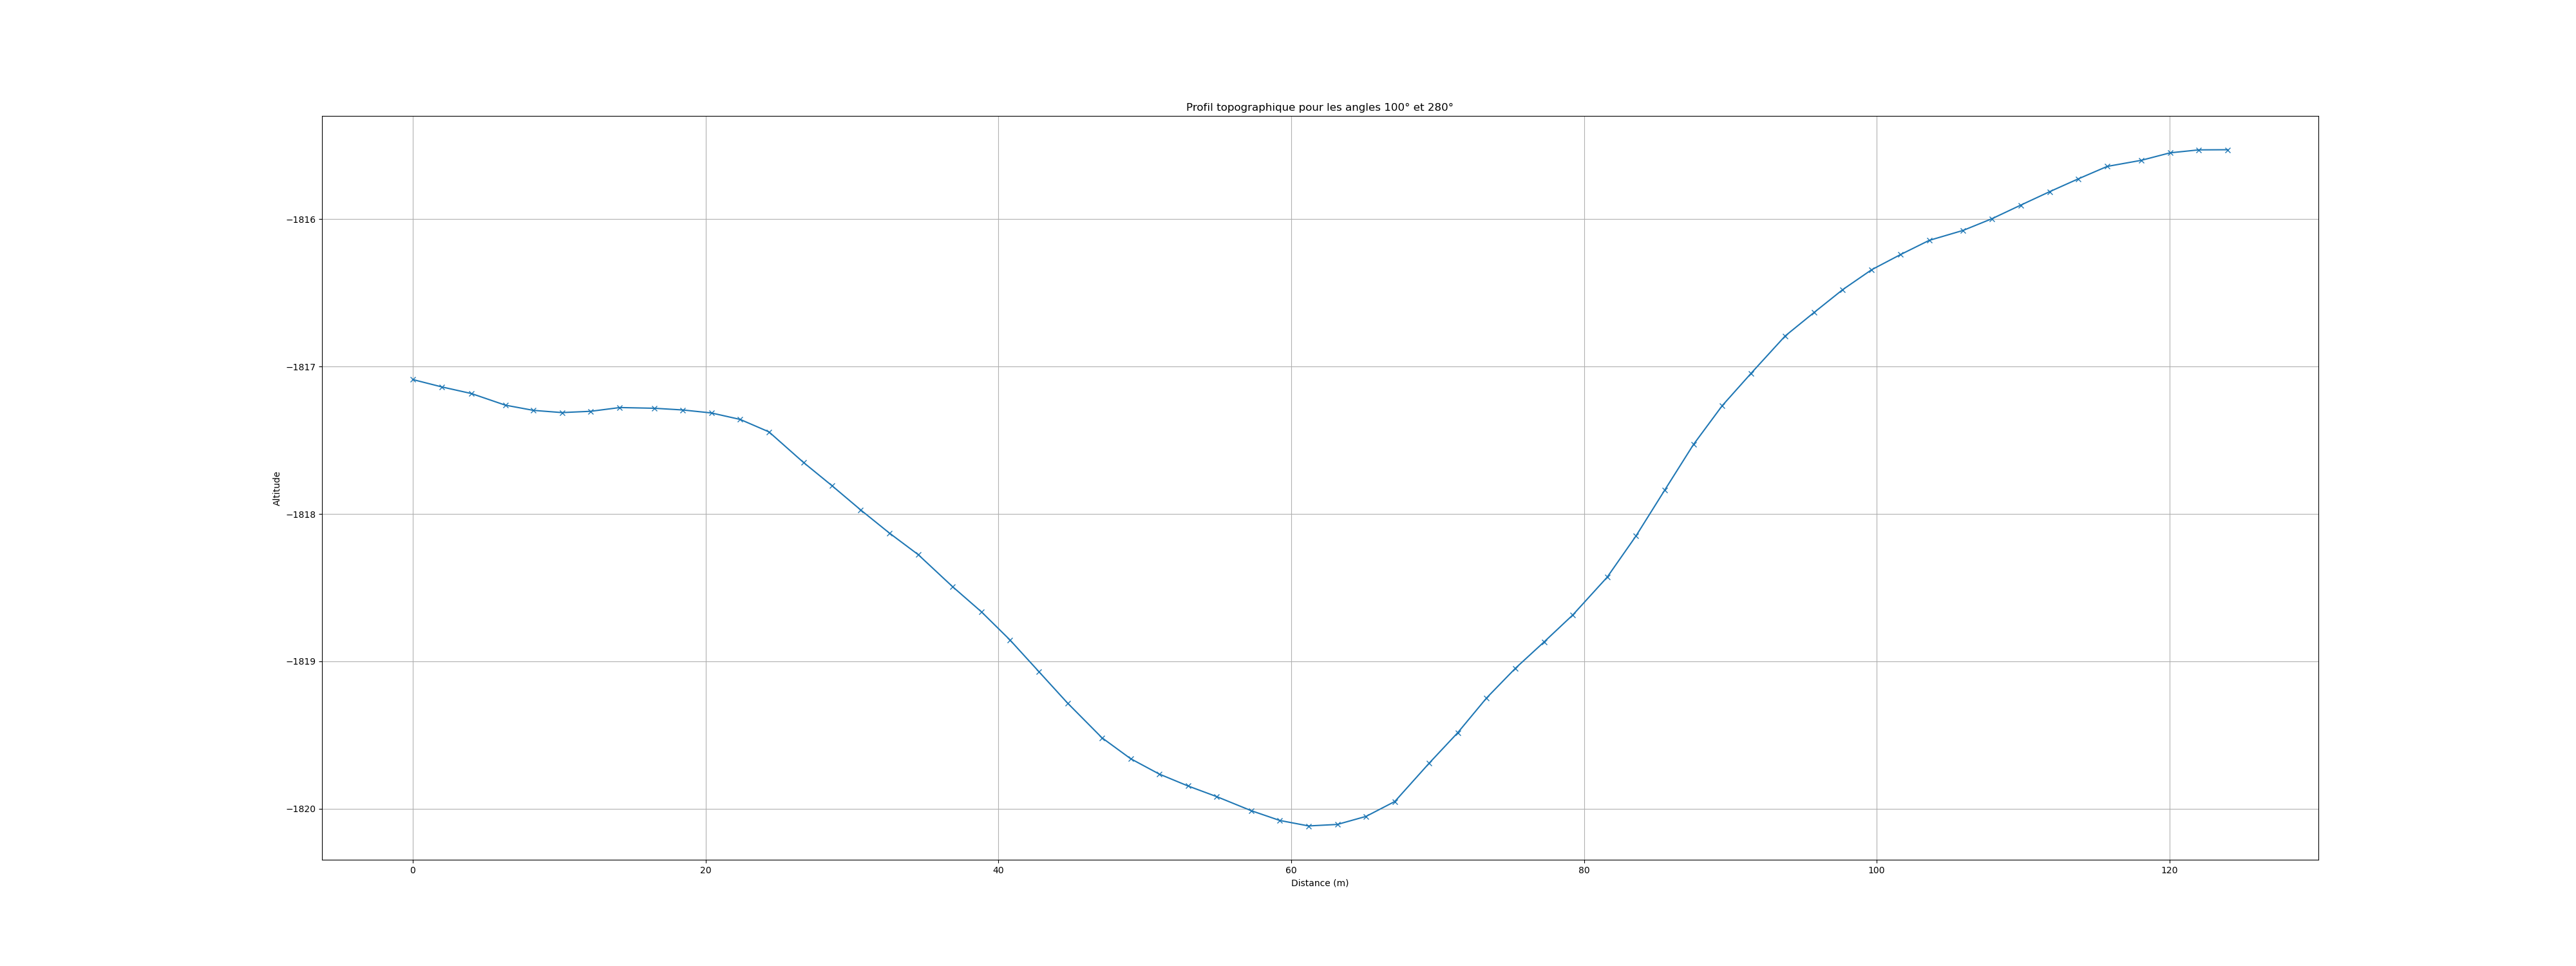 Profil topographique pour les angles 100° et 280°
−1816
−1817
−1818
−1819
−1820
Altitude
0 20 40 60 80 100 120
Distance (m)